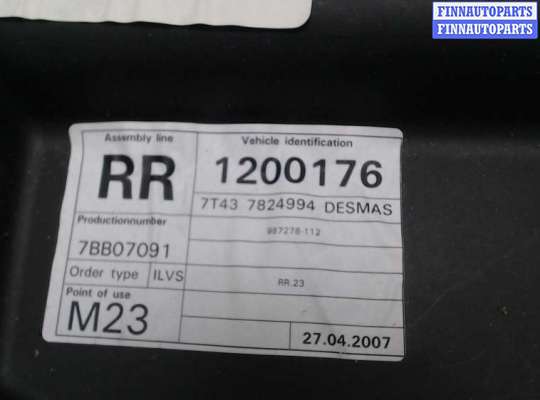 FINNAUTOPARTS
FINNAUTOPARTS
Assembly line
Vehicle identification
RR
1200176
7T43 7824994 DESMAS
Productionnumber
987278-112
7BB07091
Order type ILVS
RR.23
Point of use
M23
27.04.2007